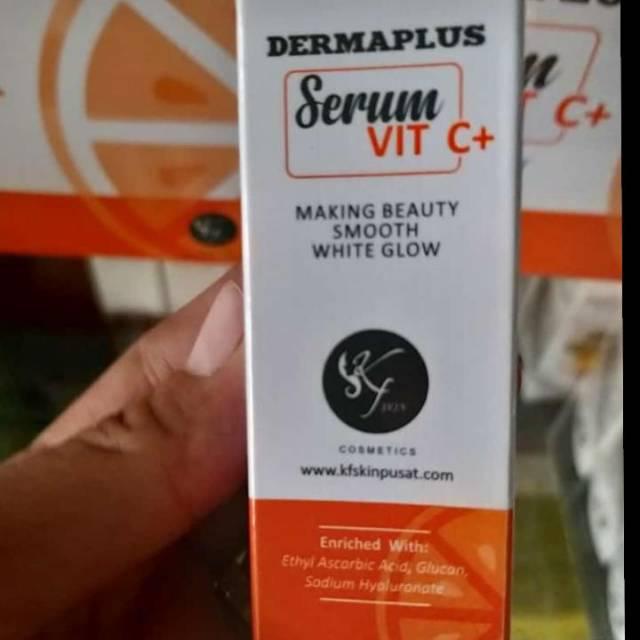 DERMAPLUS
Serum
VIT C+
MAKING BEAUTY
SMOOTH
WHITE GLOW
COSMETICS
www.kfskinpusat.com
Enriched With:
Ethyl Ascorbic Acid, Glucan,
Sodium Hyaluronate
C+